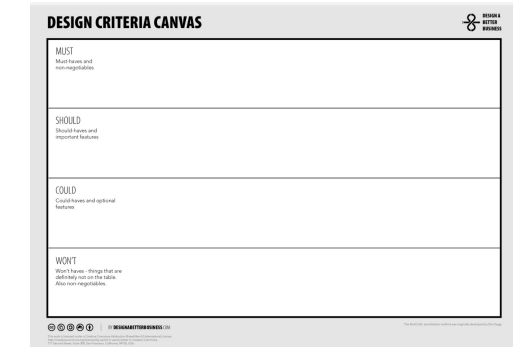 DESIGN CRITERIA CANVAS
DESIGN A
BETTER
BUSINESS
MUST
Must-haves and
non-negotiables
SHOULD
Should-haves and
important features
COULD
Could-haves and optional
features
WON'T
Won't haves - things that are
definitely not on the table.
Also non-negotiables.
BY DESIGNABETTERBUSINESS.COM